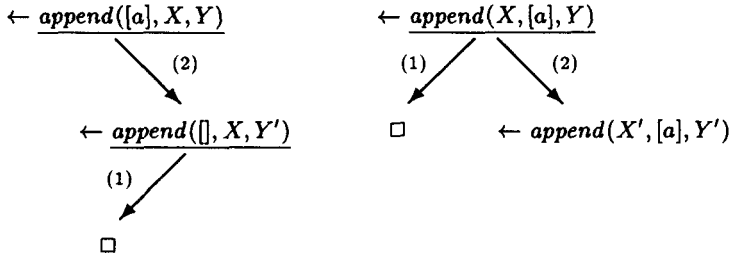 ← append([a], X, Y)
← append(X, [a], Y)
(2)
(1)
(2)
← append([], X, Y′)
□
← append(X′, [a], Y′)
(1)
□